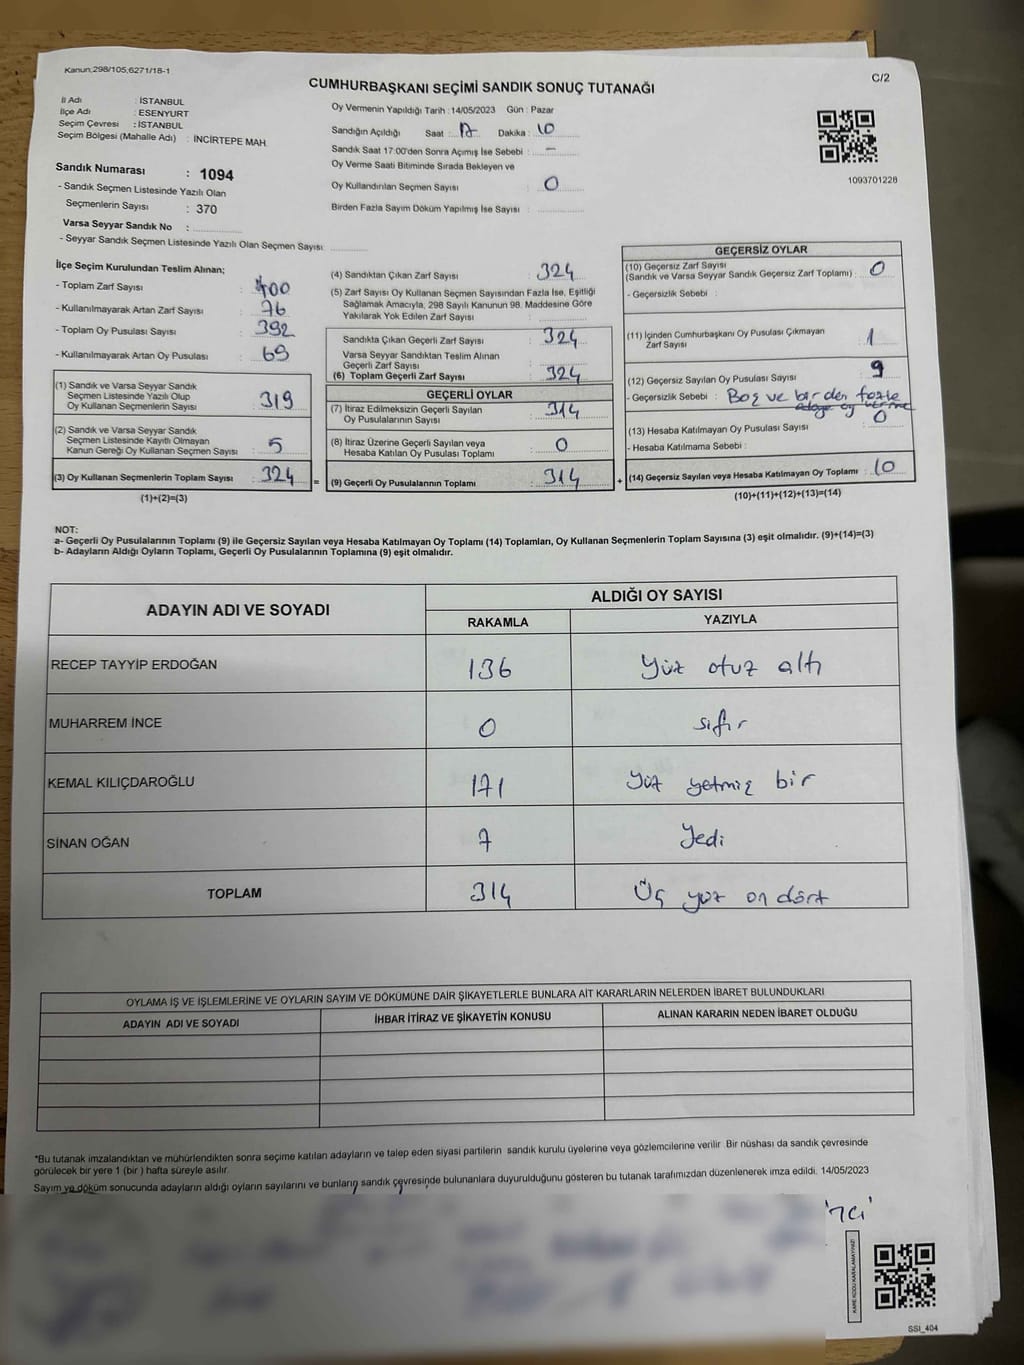 Kanun;298/105,6271/18-1
C/2
CUMHURBAŞKANI SEÇİMİ SANDIK SONUÇ TUTANAĞI
İl Adı : İSTANBUL
İlçe Adı : ESENYURT
Seçim Çevresi : İSTANBUL
Seçim Bölgesi (Mahalle Adı) : İNCİRTEPE MAH.
Sandık Numarası : 1094
- Sandık Seçmen Listesinde Yazılı Olan
Seçmenlerin Sayısı : 370
Varsa Seyyar Sandık No :
- Seyyar Sandık Seçmen Listesinde Yazılı Olan Seçmen Sayısı:
Oy Vermenin Yapıldığı Tarih : 14/05/2023 Gün : Pazar
Sandığın Açıldığı Saat : 17 Dakika : 10
Sandık Saat 17:00'den Sonra Açımış İse Sebebi : -
Oy Verme Saati Bitiminde Sırada Bekleyen ve
Oy Kullandırılan Seçmen Sayısı : 0
Birden Fazla Sayım Döküm Yapılmış İse Sayısı :
1093701226
İlçe Seçim Kurulundan Teslim Alınan;
- Toplam Zarf Sayısı : 400
- Kullanılmayarak Artan Zarf Sayısı : 76
- Toplam Oy Pusulası Sayısı : 392
- Kullanılmayarak Artan Oy Pusulası : 69
(1) Sandık ve Varsa Seyyar Sandık
Seçmen Listesinde Yazılı Olup
Oy Kullanan Seçmenlerin Sayısı : 319
(2) Sandık ve Varsa Seyyar Sandık
Seçmen Listesinde Kayıtlı Olmayan
Kanun Gereği Oy Kullanan Seçmen Sayısı : 5
(3) Oy Kullanan Seçmenlerin Toplam Sayısı : 324
(1)+(2)=(3)
(4) Sandıktan Çıkan Zarf Sayısı : 324
(5) Zarf Sayısı Oy Kullanan Seçmen Sayısından Fazla İse, Eşitliği
Sağlamak Amacıyla, 298 Sayılı Kanunun 98. Maddesine Göre
Yakılarak Yok Edilen Zarf Sayısı :
Sandıkta Çıkan Geçerli Zarf Sayısı : 324
Varsa Seyyar Sandıktan Teslim Alınan
Geçerli Zarf Sayısı :
(6) Toplam Geçerli Zarf Sayısı : 324
GEÇERLİ OYLAR
(7) İtiraz Edilmeksizin Geçerli Sayılan
Oy Pusulalarının Sayısı : 314
(8) İtiraz Üzerine Geçerli Sayılan veya
Hesaba Katılan Oy Pusulası Toplamı : 0
= (9) Geçerli Oy Pusulalarının Toplamı : 314
GEÇERSİZ OYLAR
(10) Geçersiz Zarf Sayısı
(Sandık ve Varsa Seyyar Sandık Geçersiz Zarf Toplamı) : 0
- Geçersizlik Sebebi :
(11) İçinden Cumhurbaşkanı Oy Pusulası Çıkmayan
Zarf Sayısı : 1
(12) Geçersiz Sayılan Oy Pusulası Sayısı : 9
- Geçersizlik Sebebi : Boş ve birden fazla
adaya oy verme
(13) Hesaba Katılmayan Oy Pusulası Sayısı : 0
- Hesaba Katılmama Sebebi :
+ (14) Geçersiz Sayılan veya Hesaba Katılmayan Oy Toplamı : 10
(10)+(11)+(12)+(13)=(14)
NOT:
a- Geçerli Oy Pusulalarının Toplamı (9) ile Geçersiz Sayılan veya Hesaba Katılmayan Oy Toplamı (14) Toplamları, Oy Kullanan Seçmenlerin Toplam Sayısına (3) eşit olmalıdır. (9)+(14)=(3)
b- Adayların Aldığı Oyların Toplamı, Geçerli Oy Pusulalarının Toplamına (9) eşit olmalıdır.
ADAYIN ADI VE SOYADI
ALDIĞI OY SAYISI
RAKAMLA YAZIYLA
RECEP TAYYİP ERDOĞAN 136 Yüz otuz altı
MUHARREM İNCE 0 sıfır
KEMAL KILIÇDAROĞLU 171 Yüz yetmiş bir
SİNAN OĞAN 7 Yedi
TOPLAM 314 Üç yüz on dört
OYLAMA İŞ VE İŞLEMLERİNE VE OYLARIN SAYIM VE DÖKÜMÜNE DAİR ŞİKAYETLERLE BUNLARA AİT KARARLARIN NELERDEN İBARET BULUNDUKLARI
ADAYIN ADI VE SOYADI İHBAR İTİRAZ VE ŞİKAYETİN KONUSU ALINAN KARARIN NEDEN İBARET OLDUĞU
*Bu tutanak imzalandıktan ve mühürlendikten sonra seçime katılan adayların ve talep eden siyasi partilerin sandık kurulu üyelerine veya gözlemcilerine verilir. Bir nüshası da sandık çevresinde
görülecek bir yere 1 (bir ) hafta süreyle asılır.
Sayım ve döküm sonucunda adayların aldığı oyların sayılarını ve bunların sandık çevresinde bulunanlara duyurulduğunu gösteren bu tutanak tarafımızdan düzenlenerek imza edildi. 14/05/2023
KARE KODU KARALAMAYINIZ!
SSI_404